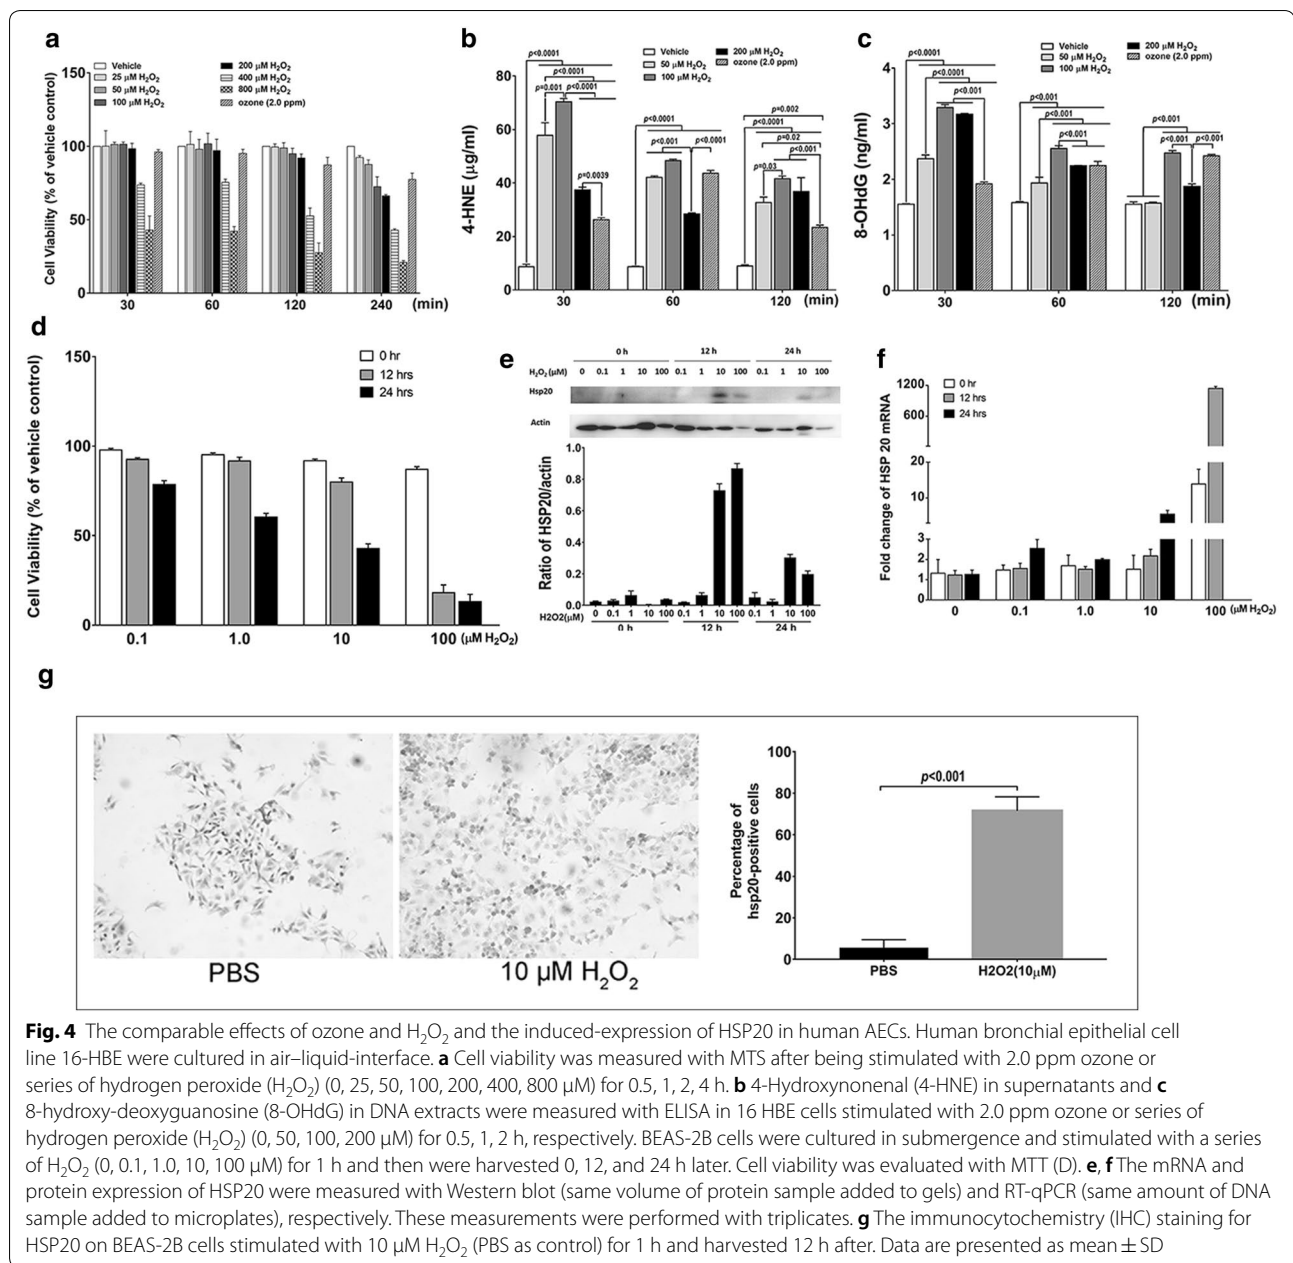 a
Vehicle
25 µM H₂O₂
50 µM H₂O₂
100 µM H₂O₂
200 µM H₂O₂
400 µM H₂O₂
800 µM H₂O₂
ozone (2.0 ppm)
Cell Viability (% of vehicle control)
150
100
50
0
30 60 120 240 (min)
b
Vehicle
50 µM H₂O₂
100 µM H₂O₂
200 µM H₂O₂
ozone (2.0 ppm)
4-HNE (µg/ml)
80
60
40
20
0
p<0.0001
p<0.0001
p=0.001 p<0.0001
p=0.0039
p<0.0001
p<0.001 p<0.0001
p=0.002
p<0.0001
p=0.02
p<0.001
p=0.03
30 60 120 (min)
c
Vehicle
50 µM H₂O₂
100 µM H₂O₂
200 µM H₂O₂
ozone (2.0 ppm)
8-OHdG (ng/ml)
4
3
2
1
0
p<0.0001
p<0.0001
p<0.001
p<0.001
p<0.001
p<0.001
p<0.001
p<0.001 p<0.001
30 60 120 (min)
d
0 hr
12 hrs
24 hrs
Cell Viability (% of vehicle control)
150
100
50
0
0.1 1.0 10 100 (µM H₂O₂)
e
0 h 12 h 24 h
H₂O₂(µM) 0 0.1 1 10 100 0.1 1 10 100 0.1 1 10 100
Hsp20
Actin
Ratio of HSP20/actin
1.0
0.8
0.6
0.4
0.2
0.0
H2O2(µM) 0 0.1 1 10 100 0 0.1 1 10 100 0 0.1 1 10 100
0 h 12 h 24 h
f
0 hr
12 hrs
24 hrs
Fold change of HSP 20 mRNA
1200
600
20
10
3
2
1
0
0 0.1 1.0 10 100 (µM H₂O₂)
g
PBS
10 µM H₂O₂
Percentage of
hsp20-positive cells
100
80
60
40
20
0
p<0.001
PBS H2O2(10µM)
Fig. 4 The comparable effects of ozone and H₂O₂ and the induced-expression of HSP20 in human AECs. Human bronchial epithelial cell
line 16-HBE were cultured in air–liquid-interface. a Cell viability was measured with MTS after being stimulated with 2.0 ppm ozone or
series of hydrogen peroxide (H₂O₂) (0, 25, 50, 100, 200, 400, 800 µM) for 0.5, 1, 2, 4 h. b 4-Hydroxynonenal (4-HNE) in supernatants and c
8-hydroxy-deoxyguanosine (8-OHdG) in DNA extracts were measured with ELISA in 16 HBE cells stimulated with 2.0 ppm ozone or series of
hydrogen peroxide (H₂O₂) (0, 50, 100, 200 µM) for 0.5, 1, 2 h, respectively. BEAS-2B cells were cultured in submergence and stimulated with a series
of H₂O₂ (0, 0.1, 1.0, 10, 100 µM) for 1 h and then were harvested 0, 12, and 24 h later. Cell viability was evaluated with MTT (D). e, f The mRNA and
protein expression of HSP20 were measured with Western blot (same volume of protein sample added to gels) and RT-qPCR (same amount of DNA
sample added to microplates), respectively. These measurements were performed with triplicates. g The immunocytochemistry (IHC) staining for
HSP20 on BEAS-2B cells stimulated with 10 µM H₂O₂ (PBS as control) for 1 h and harvested 12 h after. Data are presented as mean ± SD